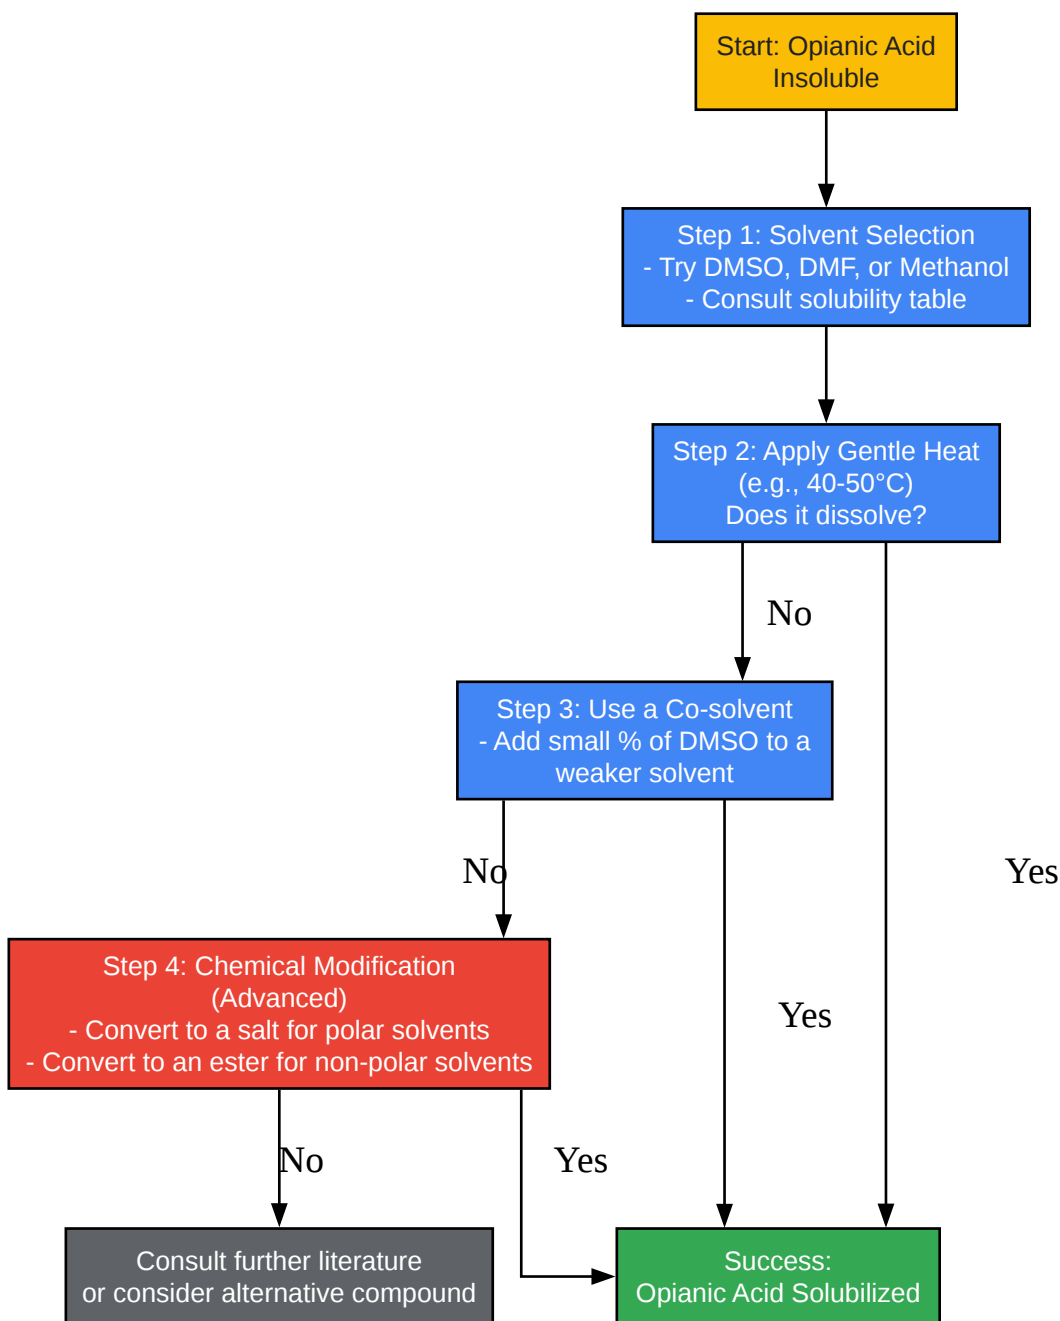 Start: Opianic Acid
Insoluble
Step 1: Solvent Selection
- Try DMSO, DMF, or Methanol
- Consult solubility table
Step 2: Apply Gentle Heat
(e.g., 40-50°C)
Does it dissolve?
No
Step 3: Use a Co-solvent
- Add small % of DMSO to a
weaker solvent
No
Yes
Step 4: Chemical Modification
(Advanced)
- Convert to a salt for polar solvents
- Convert to an ester for non-polar solvents
Yes
No
Yes
Consult further literature
or consider alternative compound
Success:
Opianic Acid Solubilized